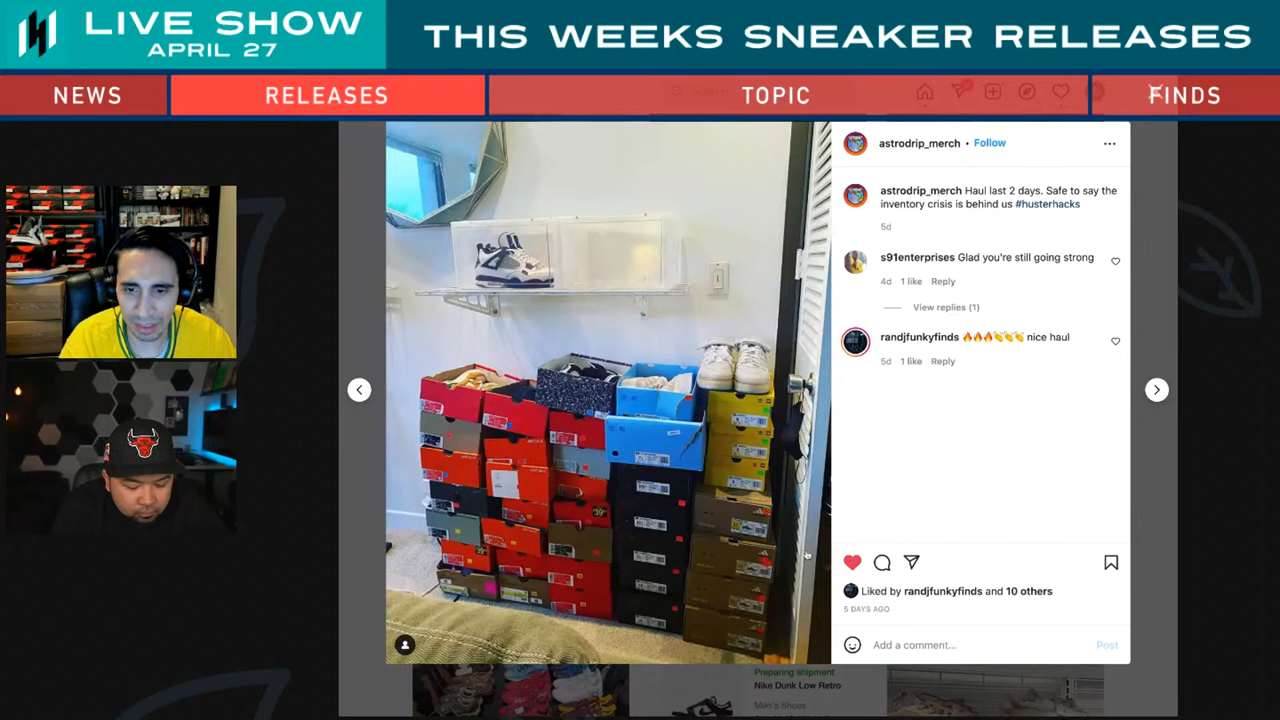 LIVE SHOW
APRIL 27
THIS WEEKS SNEAKER RELEASES
NEWS
RELEASES
TOPIC
FINDS
astrodrip_merch • Follow
astrodrip_merch Haul last 2 days. Safe to say the
inventory crisis is behind us #husterhacks
5d
s91enterprises Glad you're still going strong
4d 1 like Reply
View replies (1)
randjfunkyfinds 🔥🔥🔥👏👏👏 nice haul
5d 1 like Reply
Liked by randjfunkyfinds and 10 others
5 DAYS AGO
Add a comment...
Post
Preparing shipment
Nike Dunk Low Retro
Men's Shoes